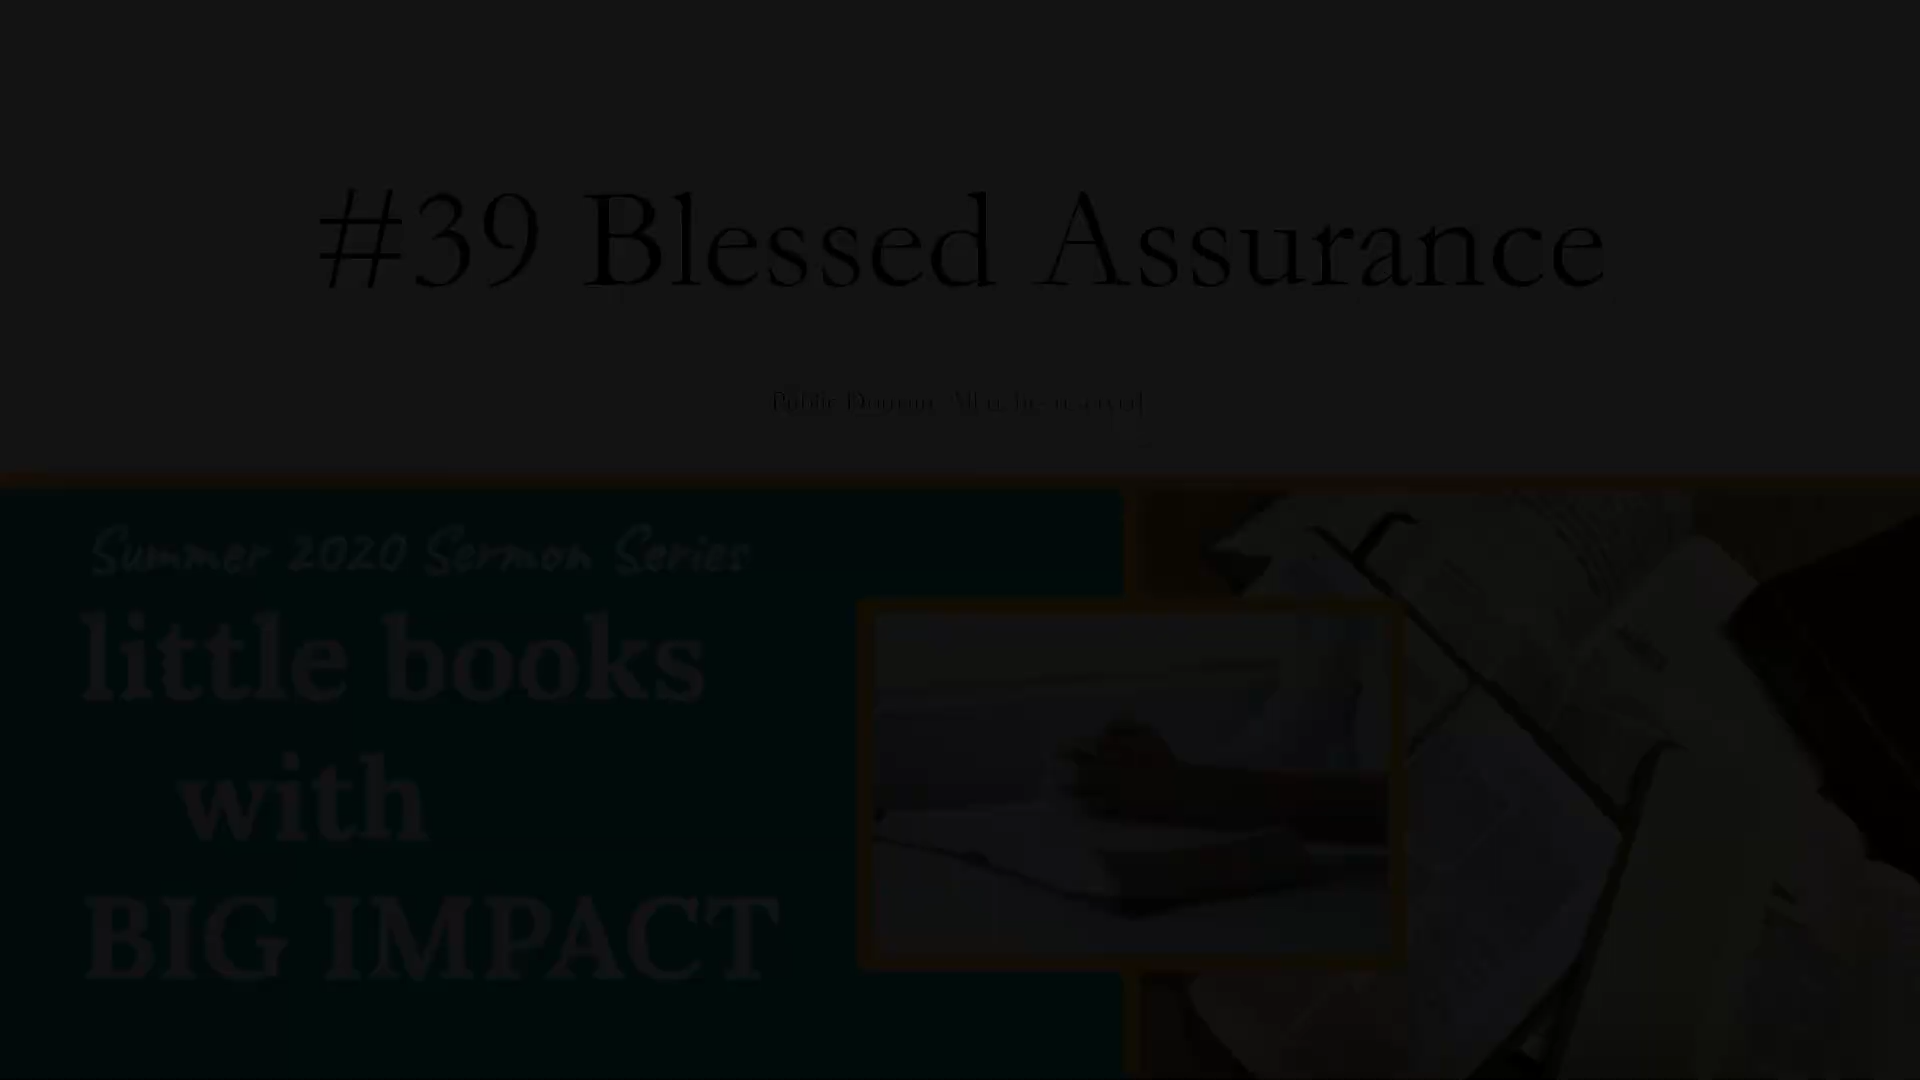 #39 Blessed Assurance
Public Domain. All rights reserved.
Summer 2020 Sermon Series
little books
with
BIG IMPACT